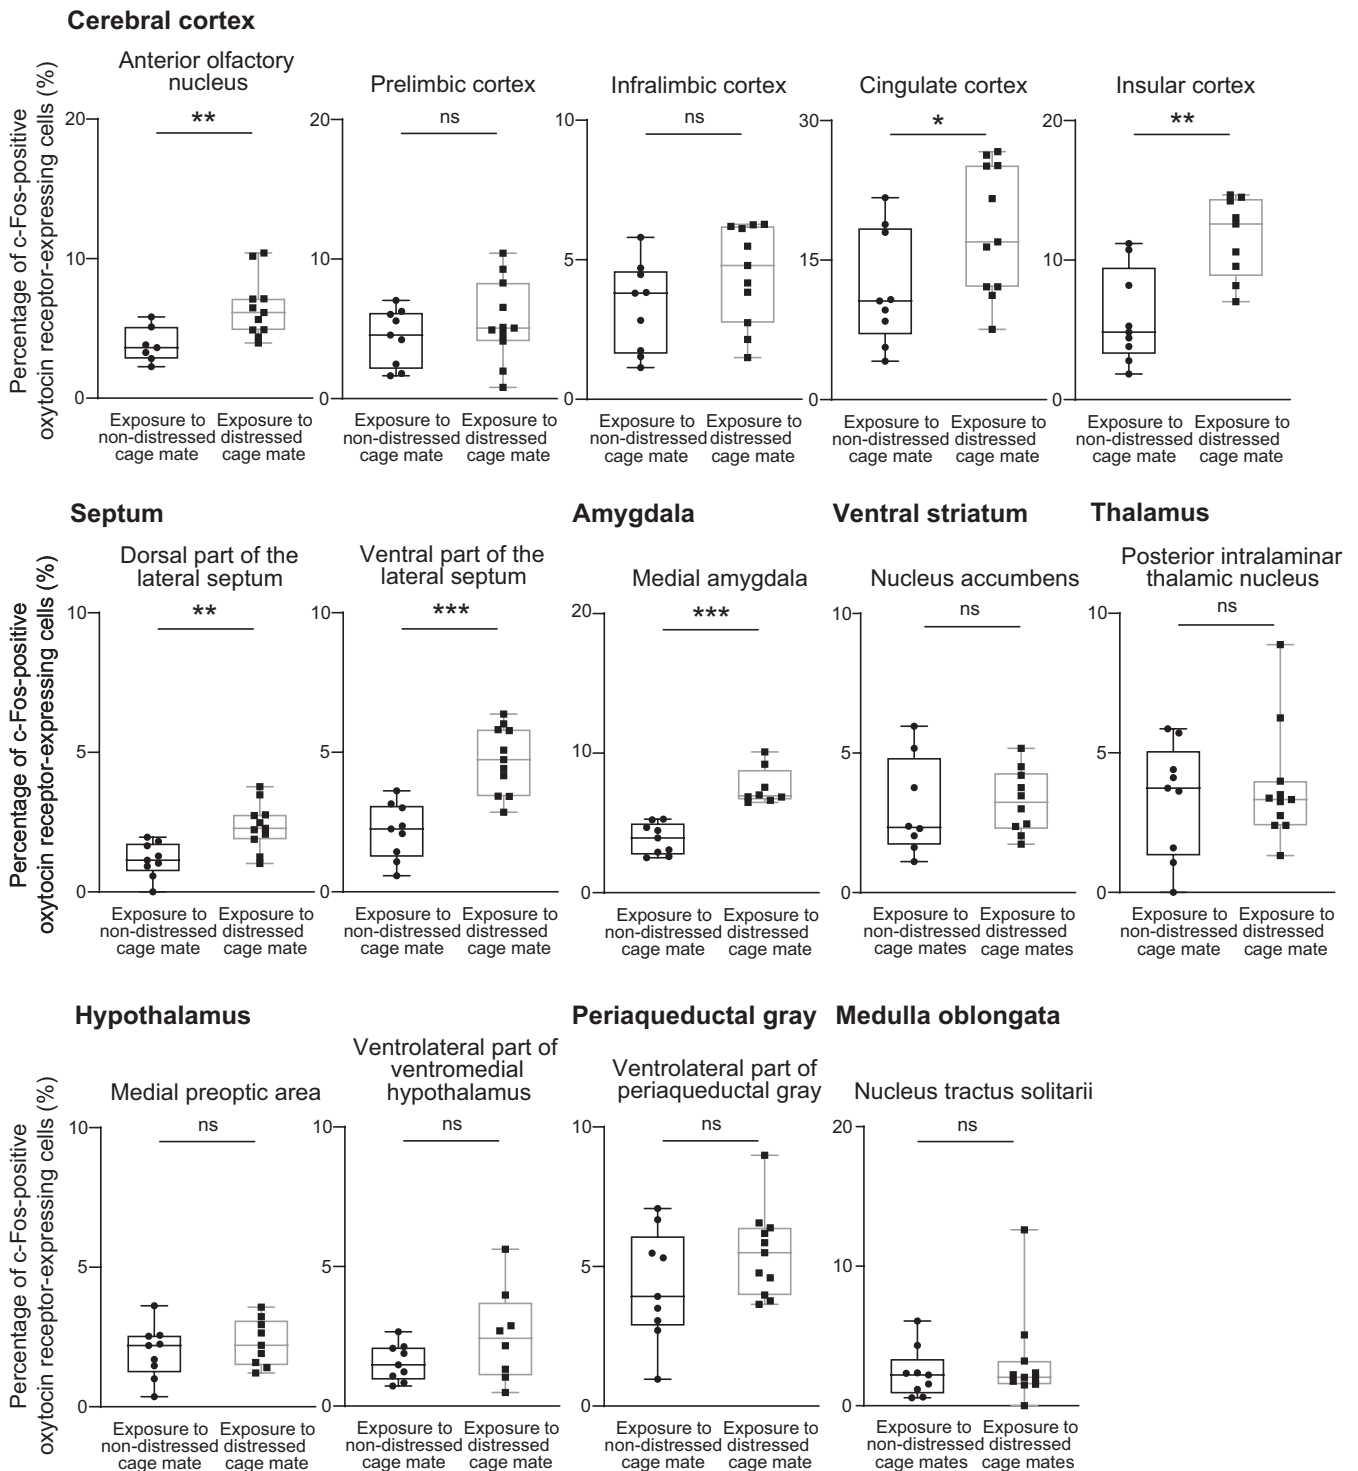 Cerebral cortex
Percentage of c-Fos-positive
oxytocin receptor-expressing cells (%)
Anterior olfactory
nucleus
**
20
10
0
Exposure to
non-distressed
cage mate
Exposure to
distressed
cage mate
Prelimbic cortex
ns
20
10
0
Exposure to
non-distressed
cage mate
Exposure to
distressed
cage mate
Infralimbic cortex
ns
10
5
0
Exposure to
non-distressed
cage mate
Exposure to
distressed
cage mate
Cingulate cortex
*
30
15
0
Exposure to
non-distressed
cage mate
Exposure to
distressed
cage mate
Insular cortex
**
20
10
0
Exposure to
non-distressed
cage mate
Exposure to
distressed
cage mate
Septum
Percentage of c-Fos-positive
oxytocin receptor-expressing cells (%)
Dorsal part of the
lateral septum
**
10
5
0
Exposure to
non-distressed
cage mate
Exposure to
distressed
cage mate
Ventral part of the
lateral septum
***
10
5
0
Exposure to
non-distressed
cage mate
Exposure to
distressed
cage mate
Amygdala
Medial amygdala
***
20
10
0
Exposure to
non-distressed
cage mate
Exposure to
distressed
cage mate
Ventral striatum
Nucleus accumbens
ns
10
5
0
Exposure to
non-distressed
cage mates
Exposure to
distressed
cage mates
Thalamus
Posterior intralaminar
thalamic nucleus
ns
10
5
0
Exposure to
non-distressed
cage mate
Exposure to
distressed
cage mate
Hypothalamus
Percentage of c-Fos-positive
oxytocin receptor-expressing cells (%)
Medial preoptic area
ns
10
5
0
Exposure to
non-distressed
cage mate
Exposure to
distressed
cage mate
Ventrolateral part of
ventromedial
hypothalamus
ns
10
5
0
Exposure to
non-distressed
cage mate
Exposure to
distressed
cage mate
Periaqueductal gray
Ventrolateral part of
periaqueductal gray
ns
10
5
0
Exposure to
non-distressed
cage mate
Exposure to
distressed
cage mate
Medulla oblongata
Nucleus tractus solitarii
ns
20
10
0
Exposure to
non-distressed
cage mates
Exposure to
distressed
cage mates